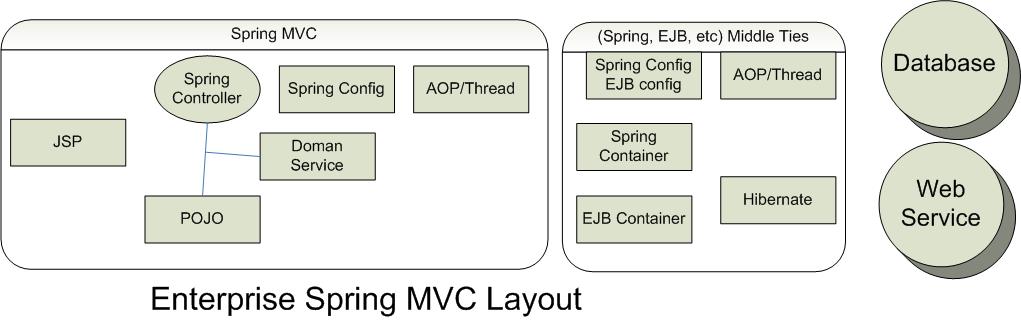 Spring MVC
Spring
Controller
Spring Config
AOP/Thread
JSP
Doman
Service
POJO
(Spring, EJB, etc) Middle Ties
Spring Config
EJB config
AOP/Thread
Spring
Container
Hibernate
EJB Container
Database
Web
Service
Enterprise Spring MVC Layout